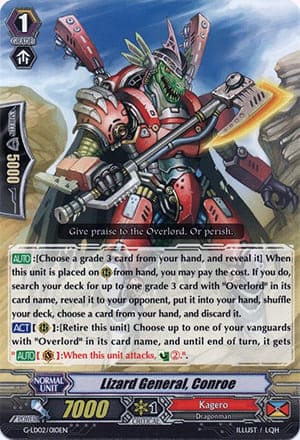 1
GRADE
SHIELD
5000
Give praise to the Overlord. Or perish.
AUTO:[Choose a grade 3 card from your hand, and reveal it] When
this unit is placed on from hand, you may pay the cost. If you do,
search your deck for up to one grade 3 card with "Overlord" in its
card name, reveal it to your opponent, put it into your hand, shuffle
your deck, choose a card from your hand, and discard it.
ACT [ ]:[Retire this unit] Choose up to one of your vanguards
with "Overlord" in its card name, and until end of turn, it gets
"AUTO [ ]:When this unit attacks, ②."
NORMAL
UNIT
Lizard General, Conroe
POWER
7000
1
CRITICAL
Kagero
Dragonman
G-LD02/010EN
ILLUST / LQH